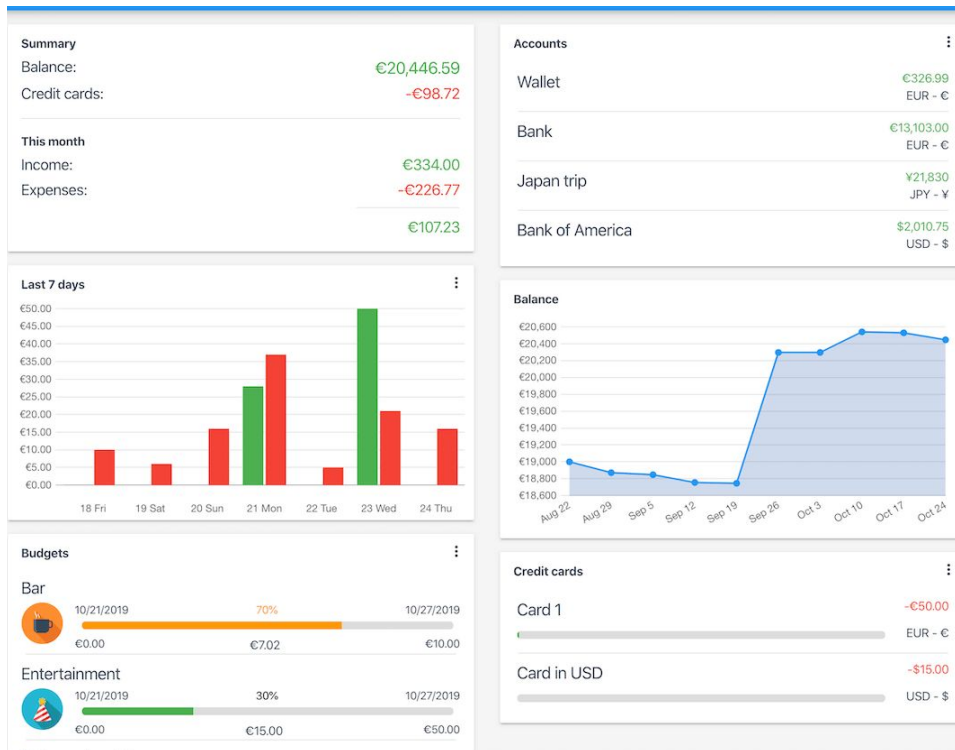 Summary
Balance: €20,446.59
Credit cards: -€98.72
This month
Income: €334.00
Expenses: -€226.77
€107.23
Accounts
Wallet €326.99
EUR - €
Bank €13,103.00
EUR - €
Japan trip ¥21,830
JPY - ¥
Bank of America $2,010.75
USD - $
Last 7 days
€50.00
€45.00
€40.00
€35.00
€30.00
€25.00
€20.00
€15.00
€10.00
€5.00
€0.00
18 Fri 19 Sat 20 Sun 21 Mon 22 Tue 23 Wed 24 Thu
Balance
€20,600
€20,400
€20,200
€20,000
€19,800
€19,600
€19,400
€19,200
€19,000
€18,800
€18,600
Aug 22 Aug 29 Sep 5 Sep 12 Sep 19 Sep 26 Oct 3 Oct 10 Oct 17 Oct 24
Budgets
Bar
10/21/2019 70% 10/27/2019
€0.00 €7.02 €10.00
Entertainment
10/21/2019 30% 10/27/2019
€0.00 €15.00 €50.00
Credit cards
Card 1 -€50.00
EUR - €
Card in USD -$15.00
USD - $